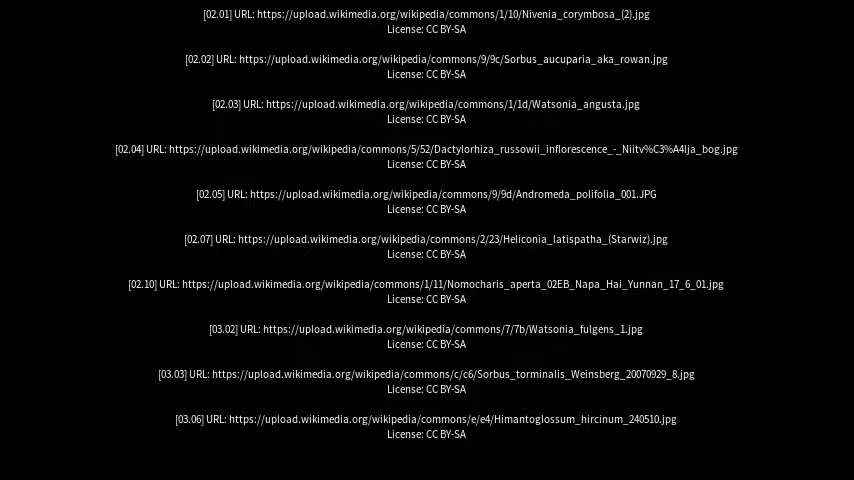 [02.01] URL: https://upload.wikimedia.org/wikipedia/commons/1/10/Nivenia_corymbosa_(2).jpg
License: CC BY-SA
[02.02] URL: https://upload.wikimedia.org/wikipedia/commons/9/9c/Sorbus_aucuparia_aka_rowan.jpg
License: CC BY-SA
[02.03] URL: https://upload.wikimedia.org/wikipedia/commons/1/1d/Watsonia_angusta.jpg
License: CC BY-SA
[02.04] URL: https://upload.wikimedia.org/wikipedia/commons/5/52/Dactylorhiza_russowii_inflorescence_-_Niitv%C3%A4lja_bog.jpg
License: CC BY-SA
[02.05] URL: https://upload.wikimedia.org/wikipedia/commons/9/9d/Andromeda_polifolia_001.JPG
License: CC BY-SA
[02.07] URL: https://upload.wikimedia.org/wikipedia/commons/2/23/Heliconia_latispatha_(Starwiz).jpg
License: CC BY-SA
[02.10] URL: https://upload.wikimedia.org/wikipedia/commons/1/11/Nomocharis_aperta_02EB_Napa_Hai_Yunnan_17_6_01.jpg
License: CC BY-SA
[03.02] URL: https://upload.wikimedia.org/wikipedia/commons/7/7b/Watsonia_fulgens_1.jpg
License: CC BY-SA
[03.03] URL: https://upload.wikimedia.org/wikipedia/commons/c/c6/Sorbus_torminalis_Weinsberg_20070929_8.jpg
License: CC BY-SA
[03.06] URL: https://upload.wikimedia.org/wikipedia/commons/e/e4/Himantoglossum_hircinum_240510.jpg
License: CC BY-SA